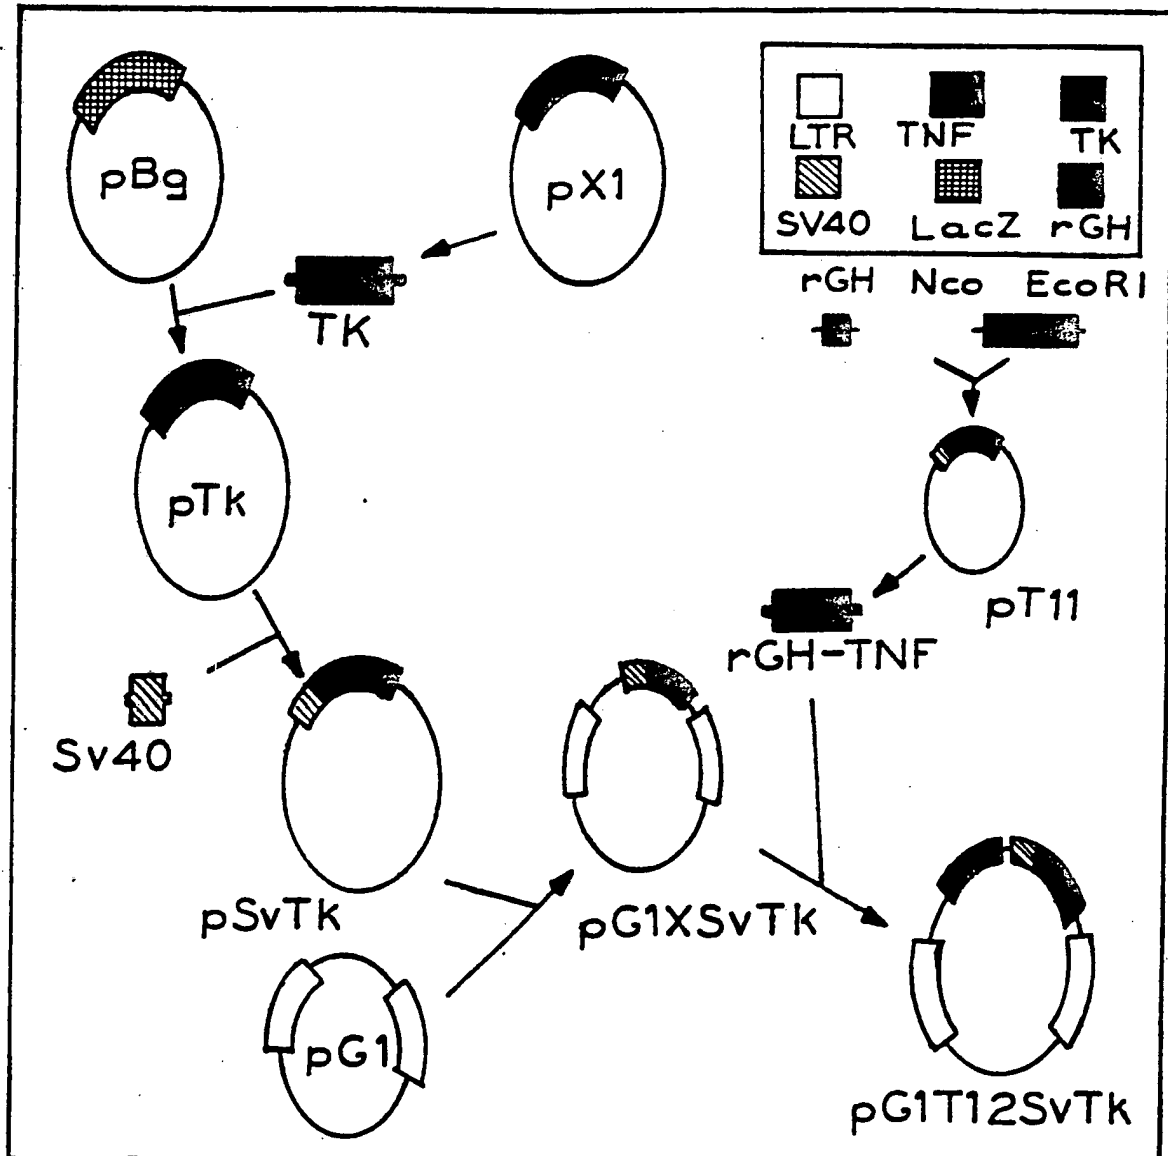 pBg
pX1
LTR TNF TK
SV40 LacZ rGH
rGH Nco EcoRI
TK
pTk
pT11
rGH-TNF
Sv40
pSvTk
pG1XSvTk
pG1
pG1T12SvTk